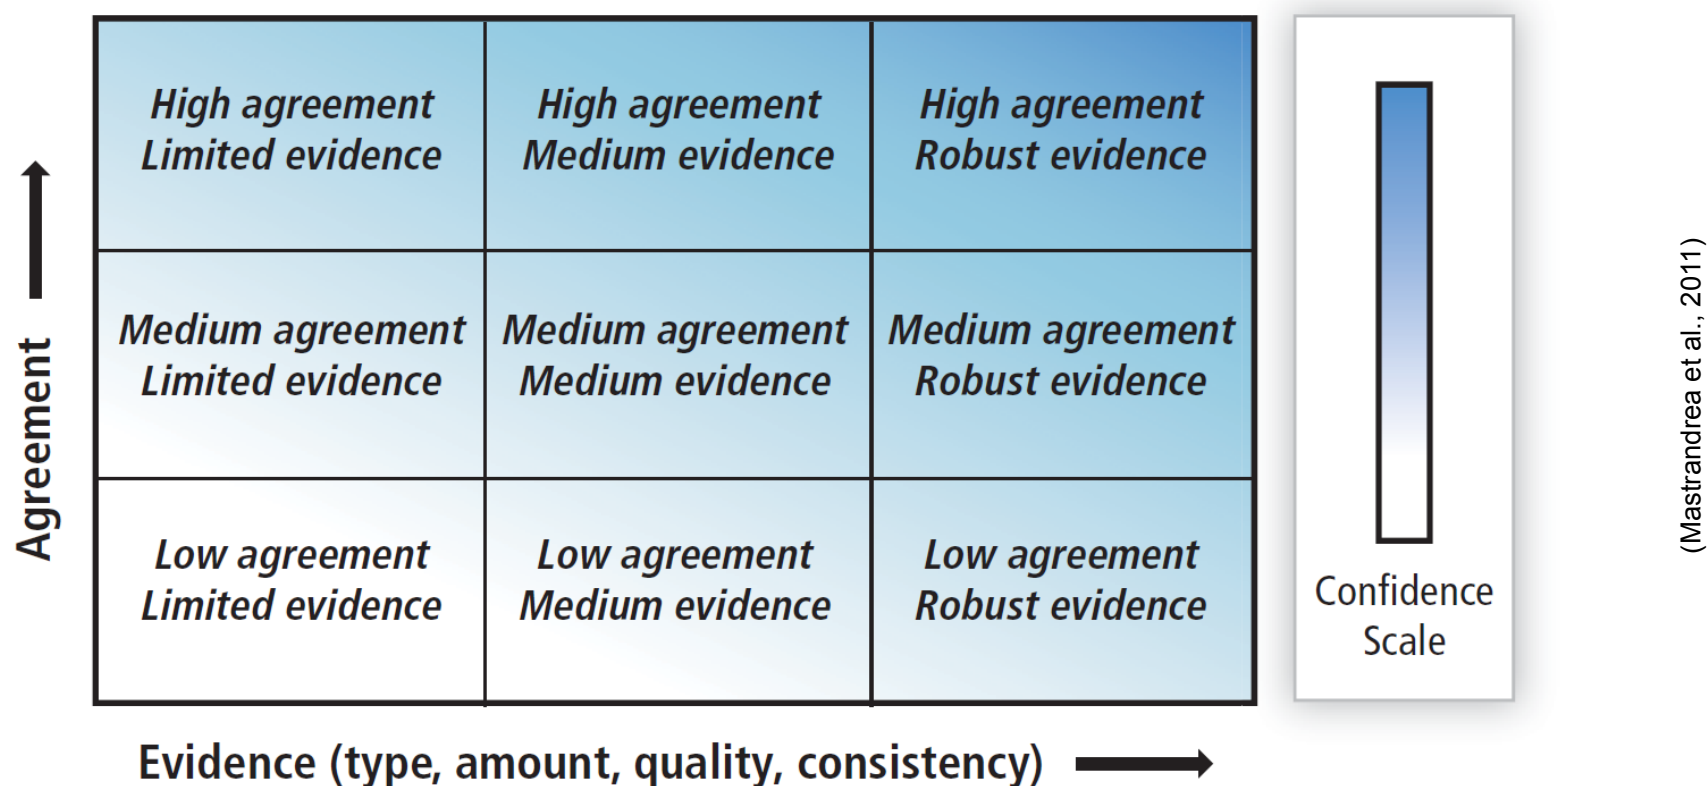 High agreement
Limited evidence
High agreement
Medium evidence
High agreement
Robust evidence
Medium agreement
Limited evidence
Medium agreement
Medium evidence
Medium agreement
Robust evidence
Low agreement
Limited evidence
Low agreement
Medium evidence
Low agreement
Robust evidence
Agreement
Evidence (type, amount, quality, consistency)
Confidence
Scale
(Mastrandrea et al., 2011)